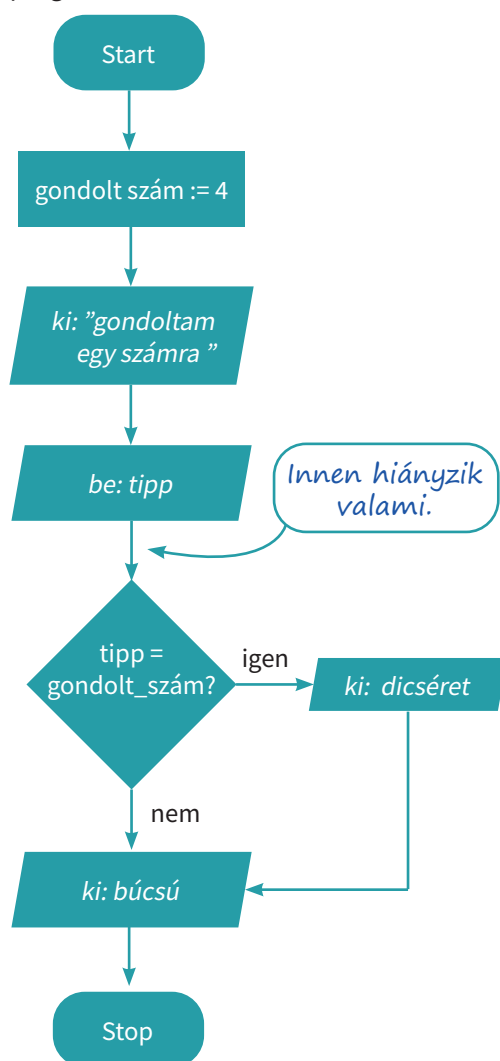 Start
gondolt szám := 4
ki: ”gondoltam
egy számra ”
be: tipp
Innen hiányzik
valami.
tipp =
gondolt_szám?
igen
ki: dicséret
nem
ki: búcsú
Stop